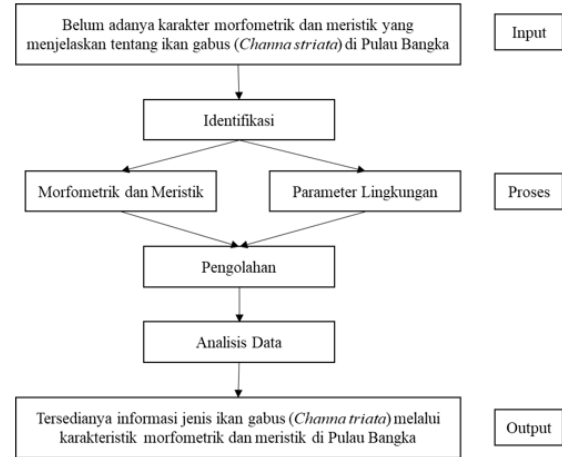 Belum adanya karakter morfometrik dan meristik yang
menjelaskan tentang ikan gabus (Channa striata) di Pulau Bangka
Input
Identifikasi
Morfometrik dan Meristik
Parameter Lingkungan
Proses
Pengolahan
Analisis Data
Tersedianya informasi jenis ikan gabus (Channa triata) melalui
karakteristik morfometrik dan meristik di Pulau Bangka
Output